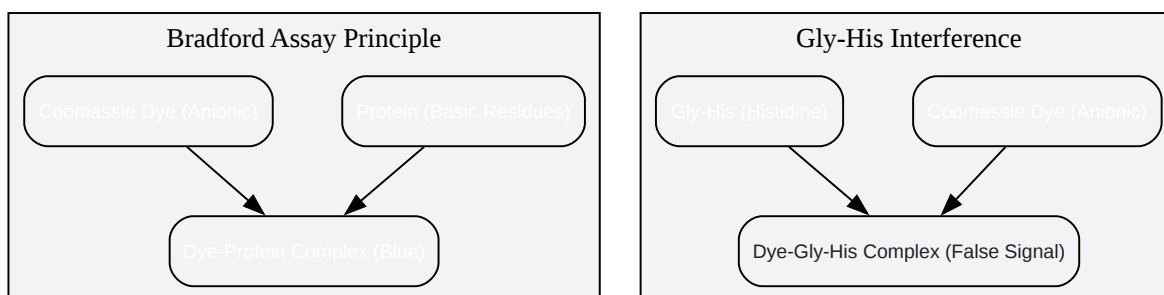 Bradford Assay Principle
Coomassie Dye (Anionic)
Protein (Basic Residues)
Dye-Protein Complex (Blue)
Gly-His Interference
Gly-His (Histidine)
Coomassie Dye (Anionic)
Dye-Gly-His Complex (False Signal)